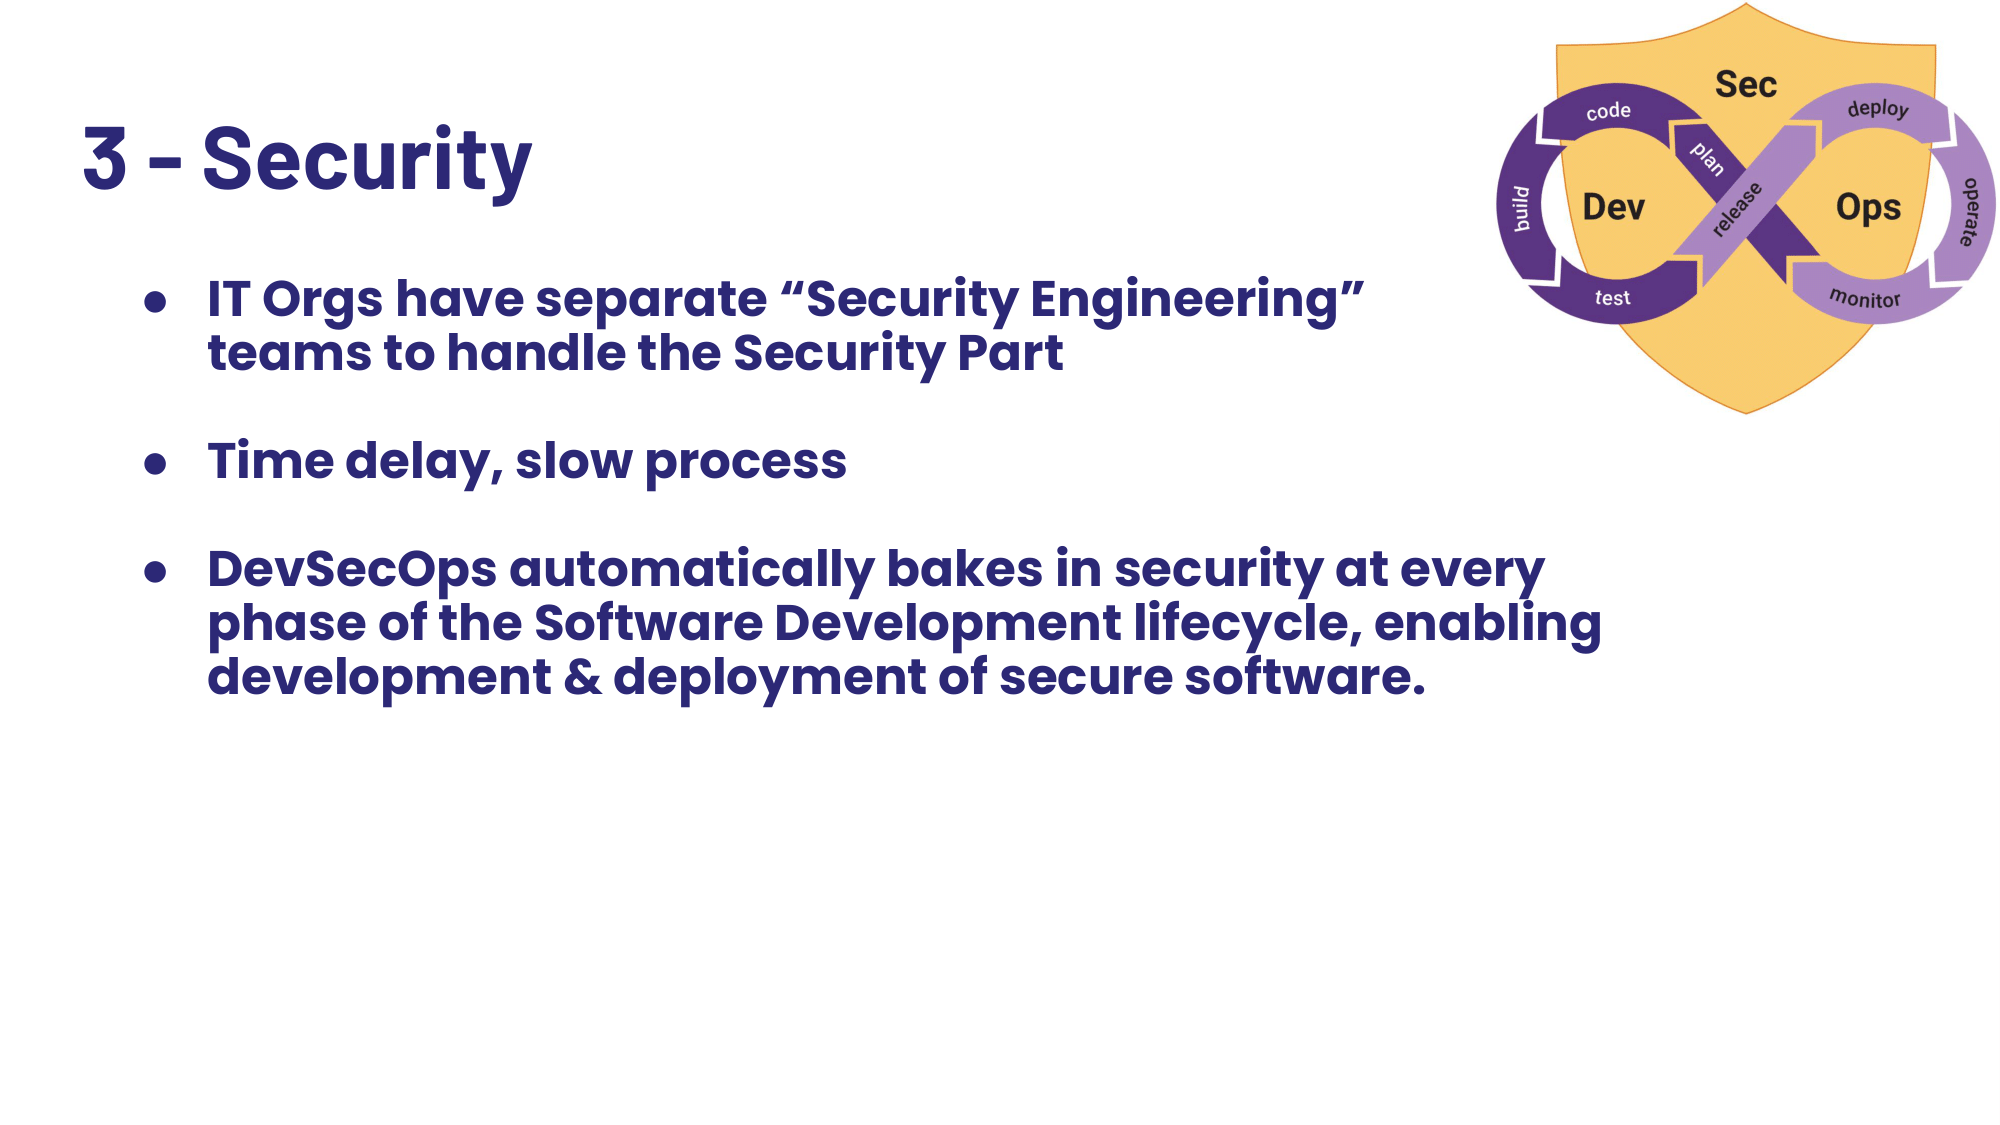 3 - Security
● IT Orgs have separate “Security Engineering”
teams to handle the Security Part
● Time delay, slow process
● DevSecOps automatically bakes in security at every
phase of the Software Development lifecycle, enabling
development & deployment of secure software.
Sec
Dev
Ops
code
plan
build
test
release
deploy
operate
monitor